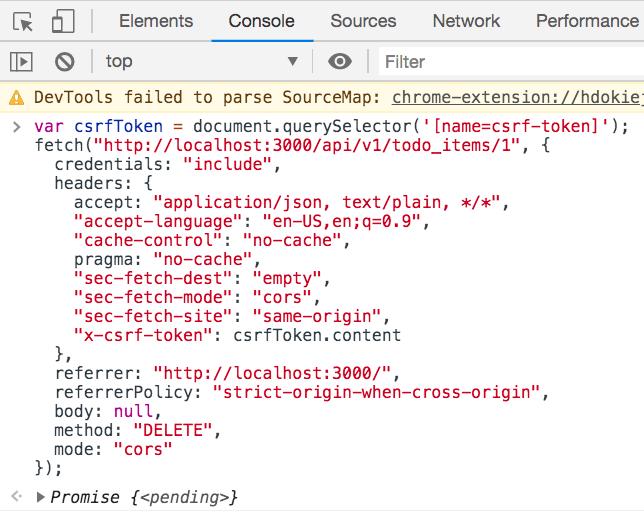 Elements Console Sources Network Performance
top Filter
DevTools failed to parse SourceMap: chrome-extension://hdokiej
> var csrfToken = document.querySelector('[name=csrf-token]');
fetch("http://localhost:3000/api/v1/todo_items/1", {
credentials: "include",
headers: {
accept: "application/json, text/plain, */*",
"accept-language": "en-US,en;q=0.9",
"cache-control": "no-cache",
pragma: "no-cache",
"sec-fetch-dest": "empty",
"sec-fetch-mode": "cors",
"sec-fetch-site": "same-origin",
"x-csrf-token": csrfToken.content
},
referrer: "http://localhost:3000/",
referrerPolicy: "strict-origin-when-cross-origin",
body: null,
method: "DELETE",
mode: "cors"
});
Promise {<pending>}